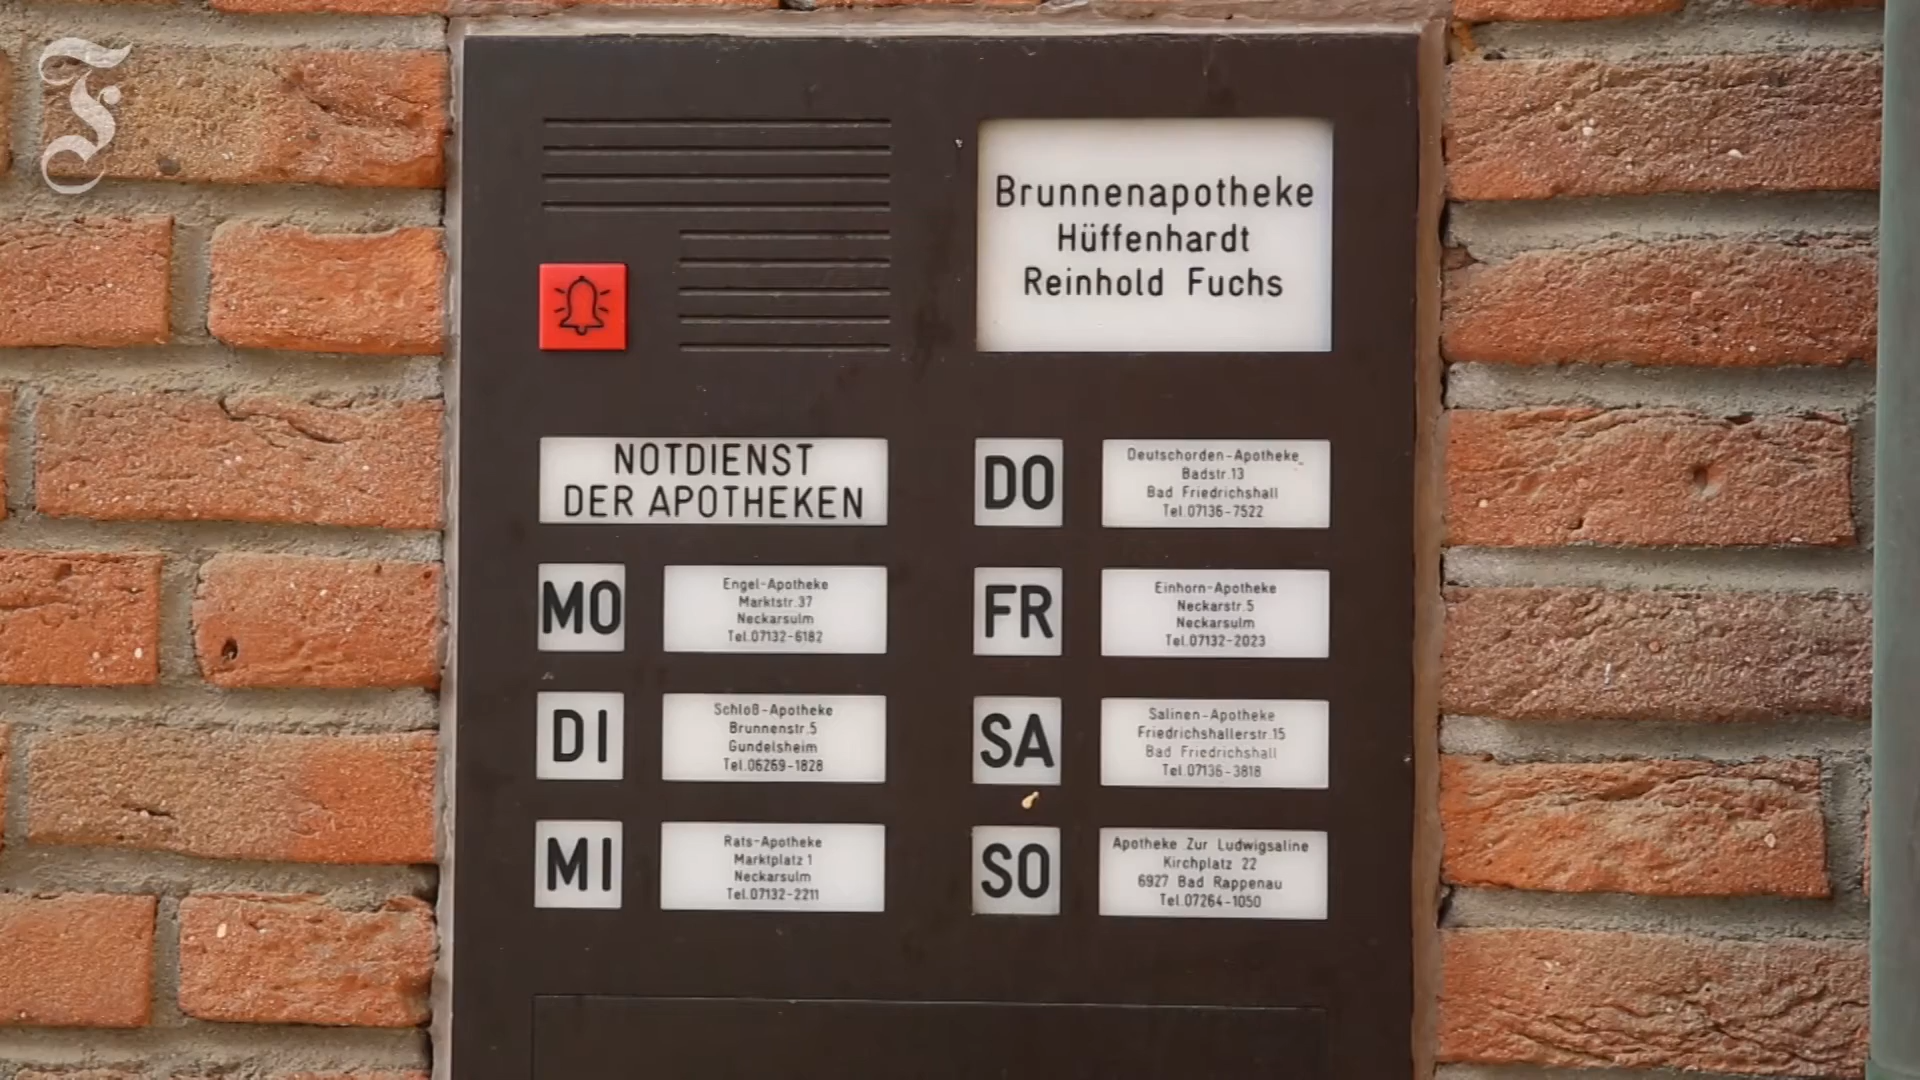 F
Brunnenapotheke
Hüffenhardt
Reinhold Fuchs
NOTDIENST
DER APOTHEKEN
MO
Engel-Apotheke
Marktstr.37
Neckarsulm
Tel.07132-6182
DI
Schloß-Apotheke
Brunnenstr.5
Gundelsheim
Tel.06269-1828
MI
Rats-Apotheke
Marktplatz 1
Neckarsulm
Tel.07132-2211
DO
Deutschorden-Apotheke
Badstr.13
Bad Friedrichshall
Tel.07136-7522
FR
Einhorn-Apotheke
Neckarstr.5
Neckarsulm
Tel.07132-2023
SA
Salinen-Apotheke
Friedrichshallerstr.15
Bad Friedrichshall
Tel.07136-3818
SO
Apotheke Zur Ludwigsaline
Kirchplatz 22
6927 Bad Rappenau
Tel.07264-1050